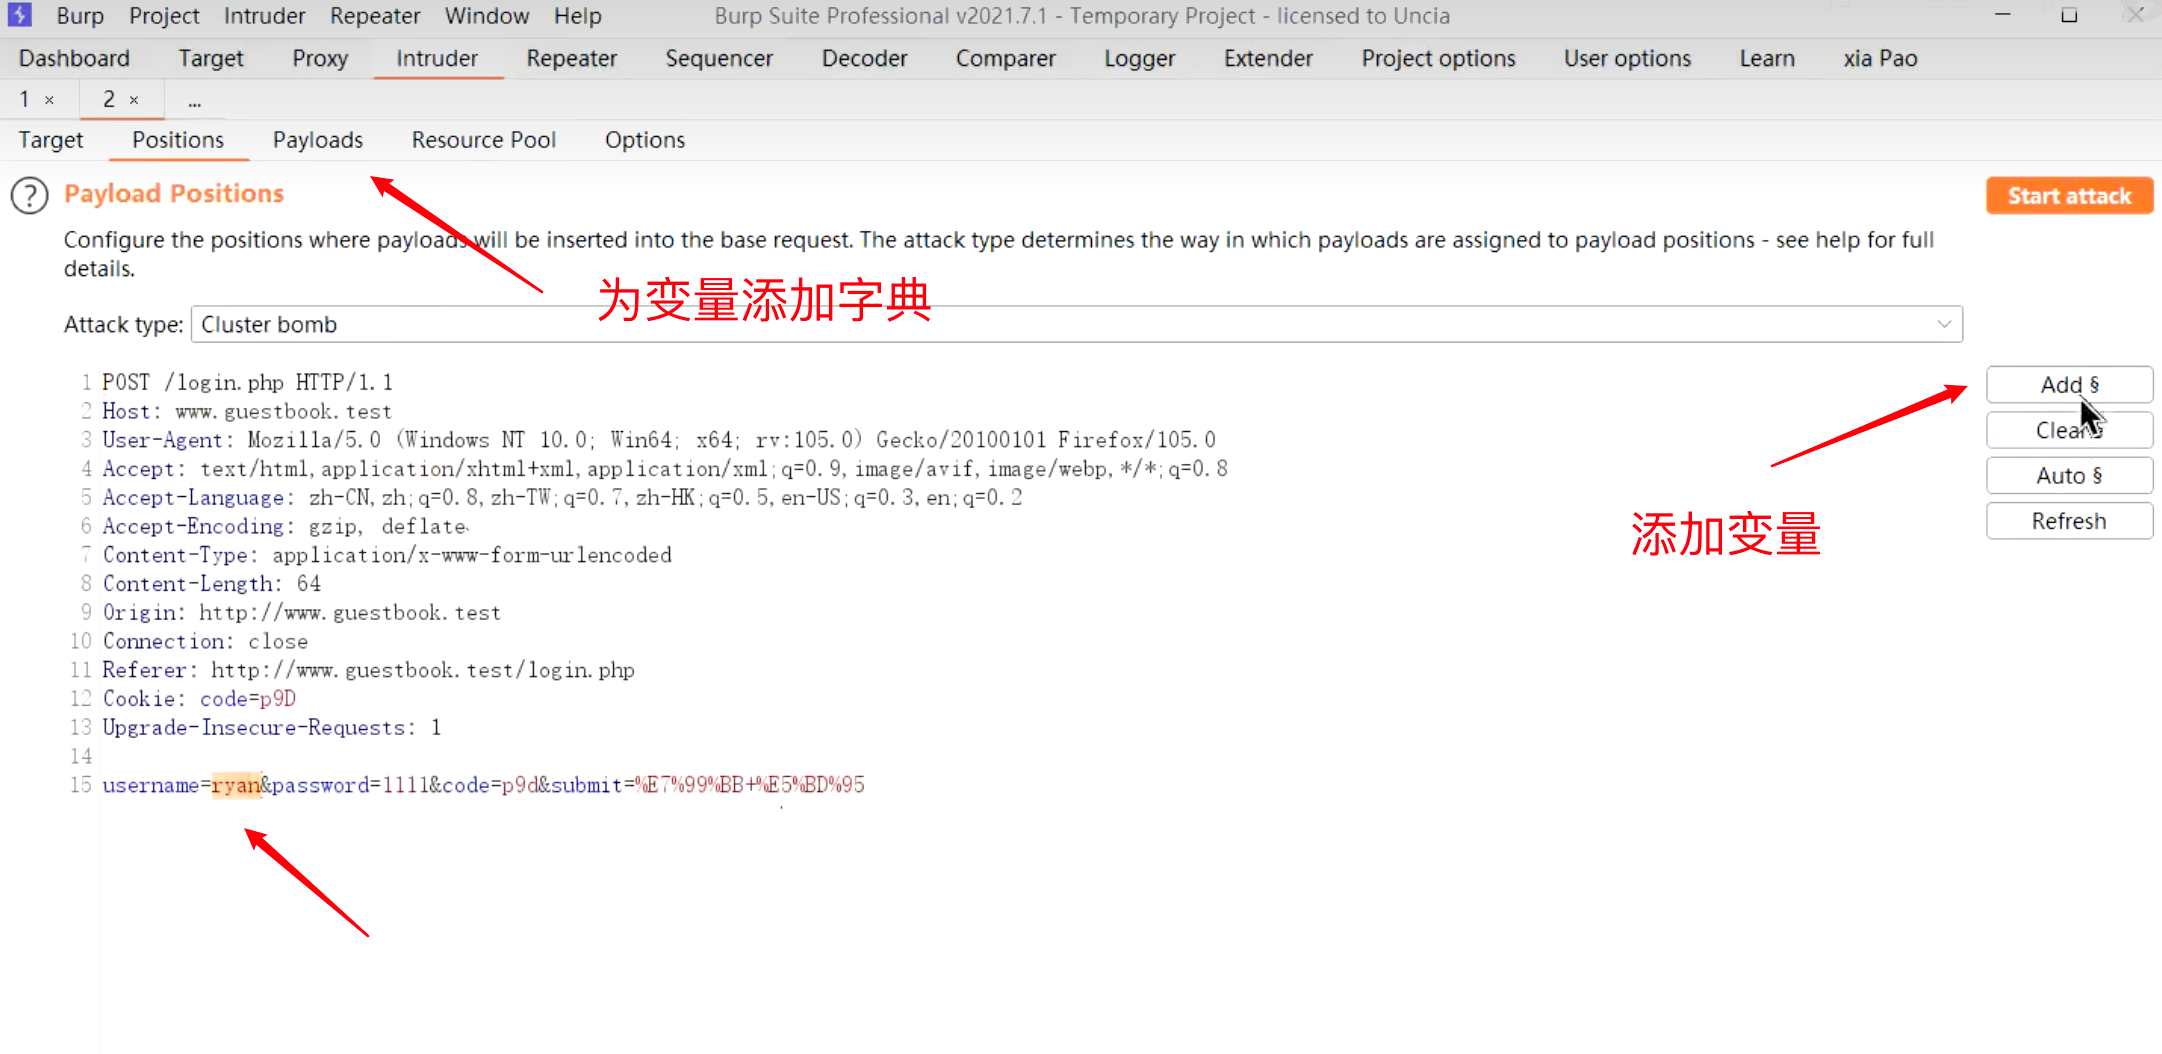 Burp Project Intruder Repeater Window Help Burp Suite Professional v2021.7.1 - Temporary Project - licensed to Uncia
Dashboard Target Proxy Intruder Repeater Sequencer Decoder Comparer Logger Extender Project options User options Learn xia Pao
1 × 2 × ...
Target Positions Payloads Resource Pool Options
? Payload Positions Start attack
Configure the positions where payloads will be inserted into the base request. The attack type determines the way in which payloads are assigned to payload positions - see help for full
details.
为变量添加字典
Attack type: Cluster bomb
Add §
Clear §
Auto §
Refresh
添加变量
1 POST /login.php HTTP/1.1
2 Host: www.guestbook.test
3 User-Agent: Mozilla/5.0 (Windows NT 10.0; Win64; x64; rv:105.0) Gecko/20100101 Firefox/105.0
4 Accept: text/html,application/xhtml+xml,application/xml;q=0.9,image/avif,image/webp,*/*;q=0.8
5 Accept-Language: zh-CN,zh;q=0.8,zh-TW;q=0.7,zh-HK;q=0.5,en-US;q=0.3,en;q=0.2
6 Accept-Encoding: gzip, deflate
7 Content-Type: application/x-www-form-urlencoded
8 Content-Length: 64
9 Origin: http://www.guestbook.test
10 Connection: close
11 Referer: http://www.guestbook.test/login.php
12 Cookie: code=p9D
13 Upgrade-Insecure-Requests: 1
14
15 username=ryan&password=1111&code=p9d&submit=%E7%99%BB+%E5%BD%95